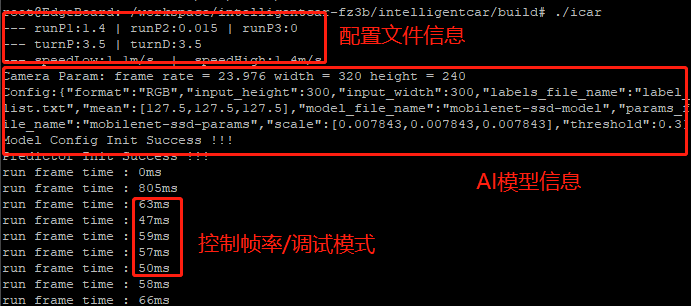 root@EdgeBoard: /workspace/intelligentcar-fz3b/intelligentcar/build# ./icar
--- runP1:1.4 | runP2:0.015 | runP3:0
--- turnP:3.5 | turnD:3.5
--- speedLow:1.1m/s | speedHigh:1.4m/s
配置文件信息
Camera Param: frame rate = 23.976 width = 320 height = 240
Config:{"format":"RGB","input_height":300,"input_width":300,"labels_file_name":"label_
list.txt","mean":[127.5,127.5,127.5],"model_file_name":"mobilenet-ssd-model","params_f
ile_name":"mobilenet-ssd-params","scale":[0.007843,0.007843,0.007843],"threshold":0.3}
Model Config Init Success !!!
Predictor Init Success !!!
AI模型信息
run frame time : 0ms
run frame time : 805ms
run frame time : 63ms
run frame time : 47ms
run frame time : 59ms
run frame time : 57ms
run frame time : 50ms
控制帧率/调试模式
run frame time : 58ms
run frame time : 66ms